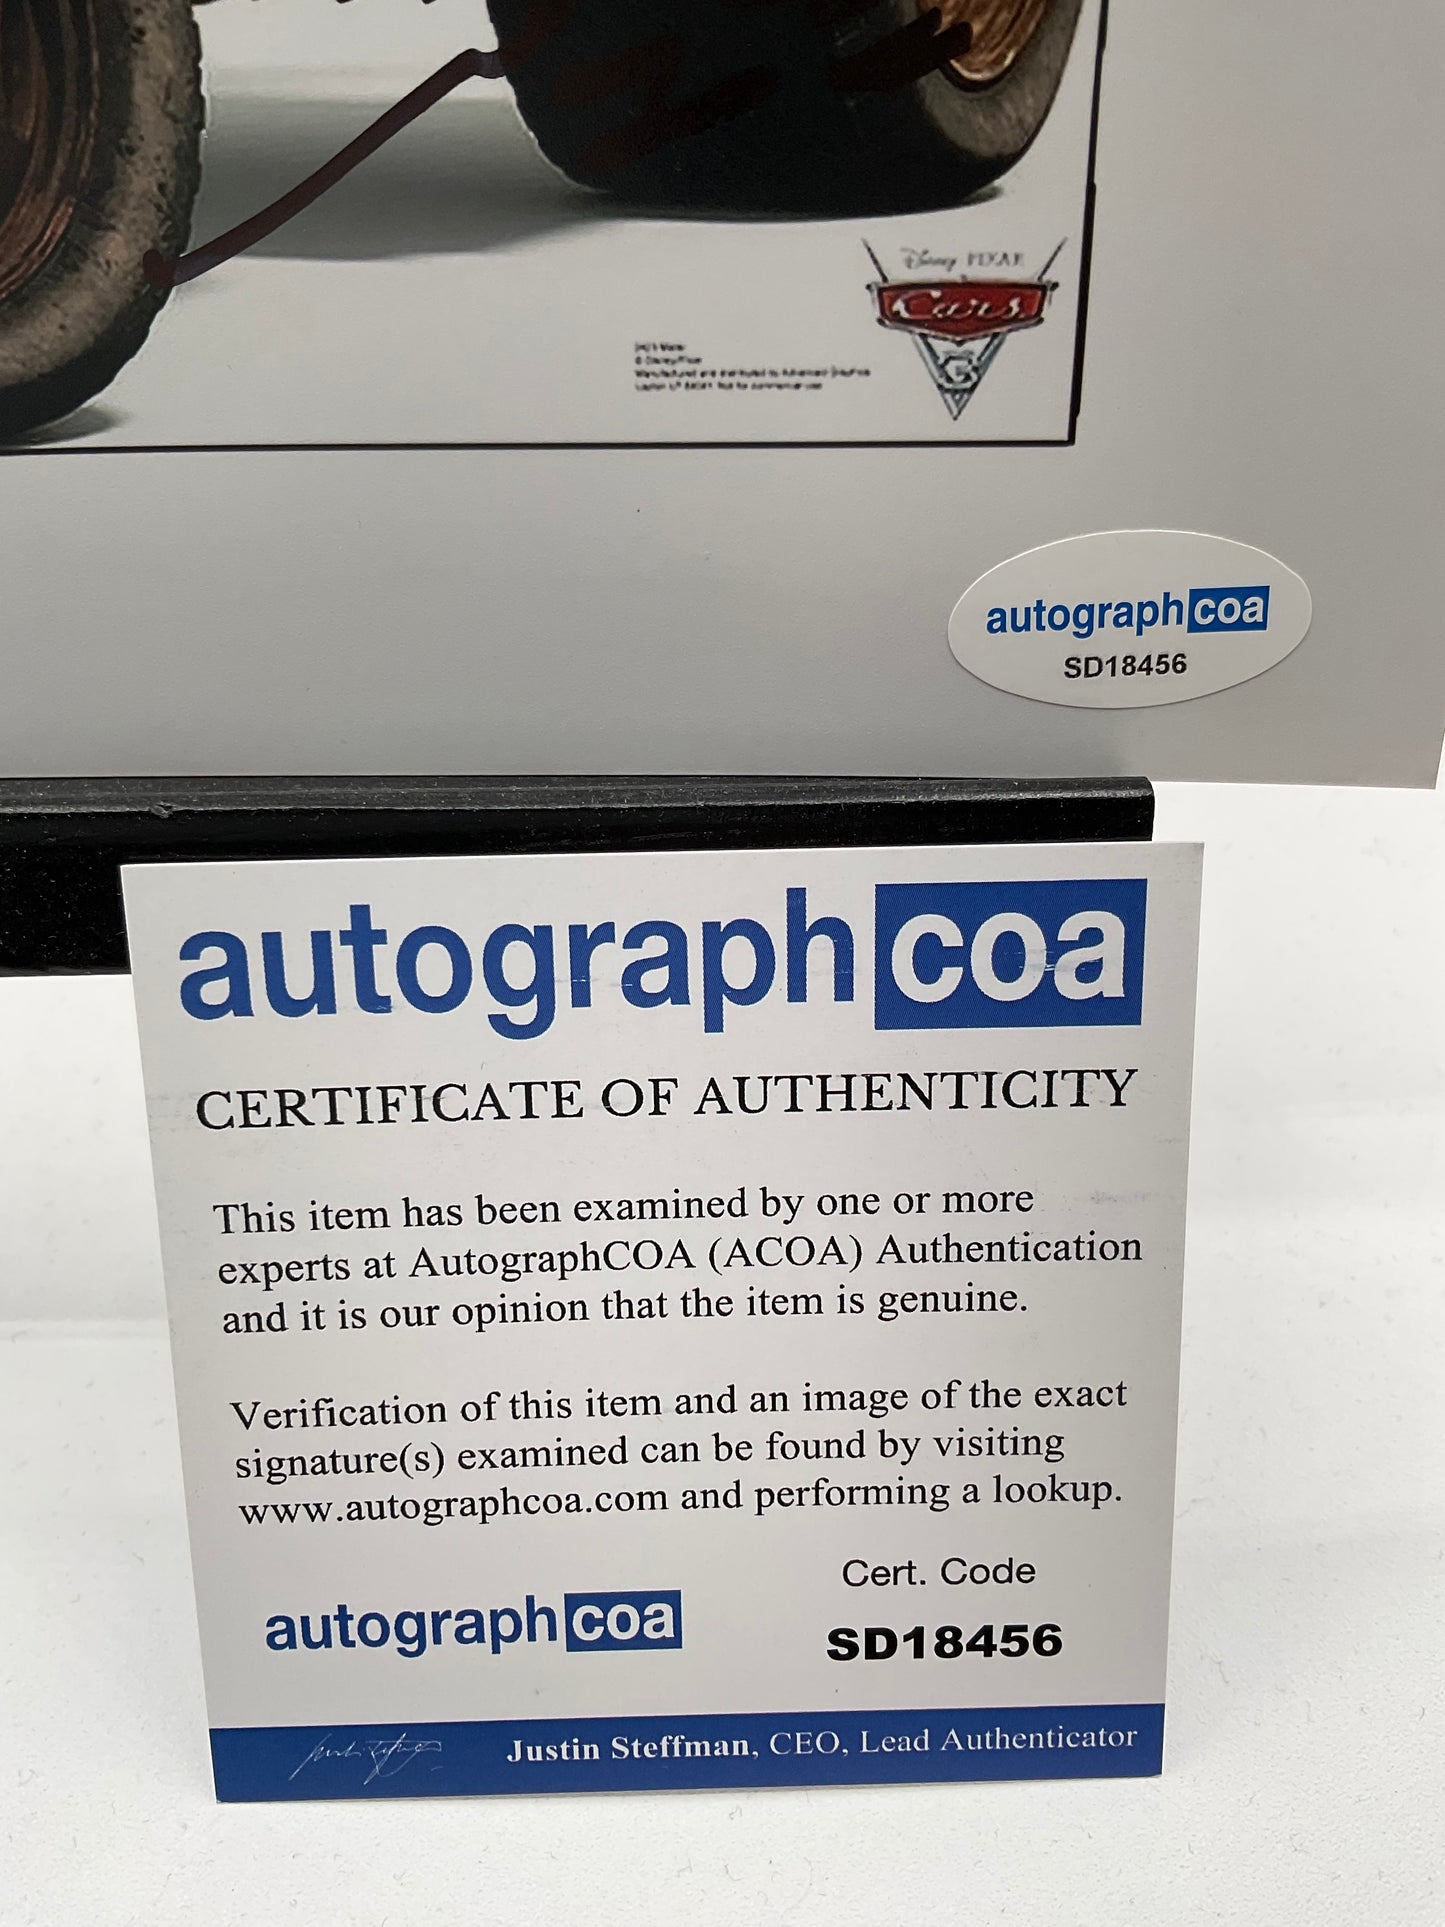 Disney PIXAR
Cars
3
autographcoa
SD18456
autographcoa
CERTIFICATE OF AUTHENTICITY
This item has been examined by one or more
experts at AutographCOA (ACOA) Authentication
and it is our opinion that the item is genuine.
Verification of this item and an image of the exact
signature(s) examined can be found by visiting
www.autographcoa.com and performing a lookup.
Cert. Code
autographcoa
SD18456
Justin Steffman, CEO, Lead Authenticator